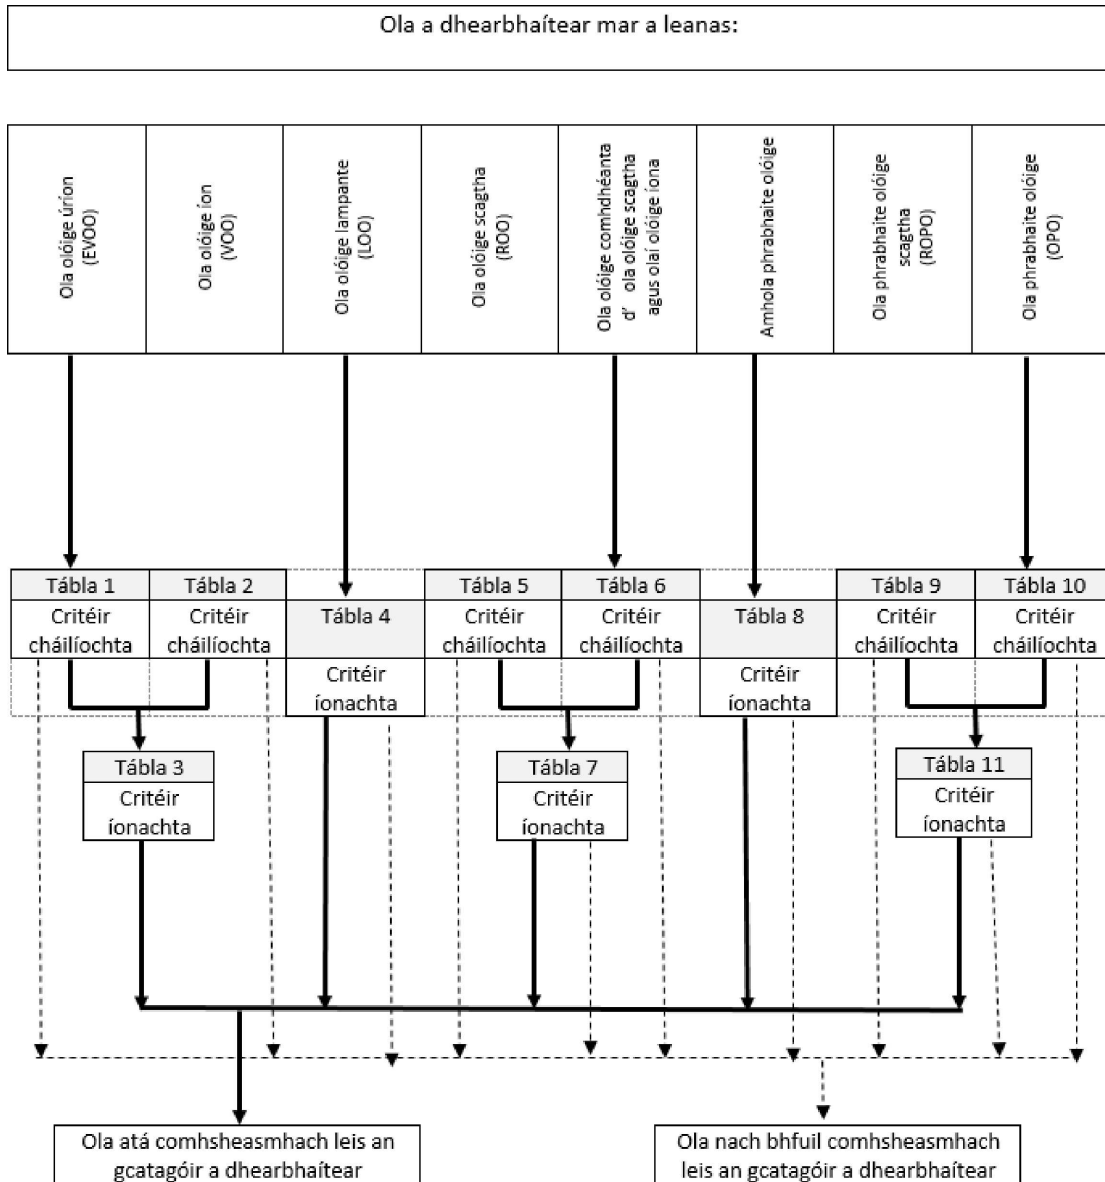 Ola a dhearbhaítear mar a leanas:
Ola olóige úríon
(EVOO)
Ola olóige íon
(VOO)
Ola olóige lampante
(LOO)
Ola olóige scagtha
(ROO)
Ola olóige comhdhéanta
d’ ola olóige scagtha
agus olaí olóige íona
Amhola phrabhaite olóige
Ola phrabhaite olóige
scagtha
(ROPO)
Ola phrabhaite olóige
(OPO)
Tábla 1
Critéir
cháilíochta
Tábla 2
Critéir
cháilíochta
Tábla 4
Critéir
íonachta
Tábla 5
Critéir
cháilíochta
Tábla 6
Critéir
cháilíochta
Tábla 8
Critéir
íonachta
Tábla 9
Critéir
cháilíochta
Tábla 10
Critéir
cháilíochta
Tábla 3
Critéir
íonachta
Tábla 7
Critéir
íonachta
Tábla 11
Critéir
íonachta
Ola atá comhsheasmhach leis an
gcatagóir a dhearbhaítear
Ola nach bhfuil comhsheasmhach
leis an gcatagóir a dhearbhaítear